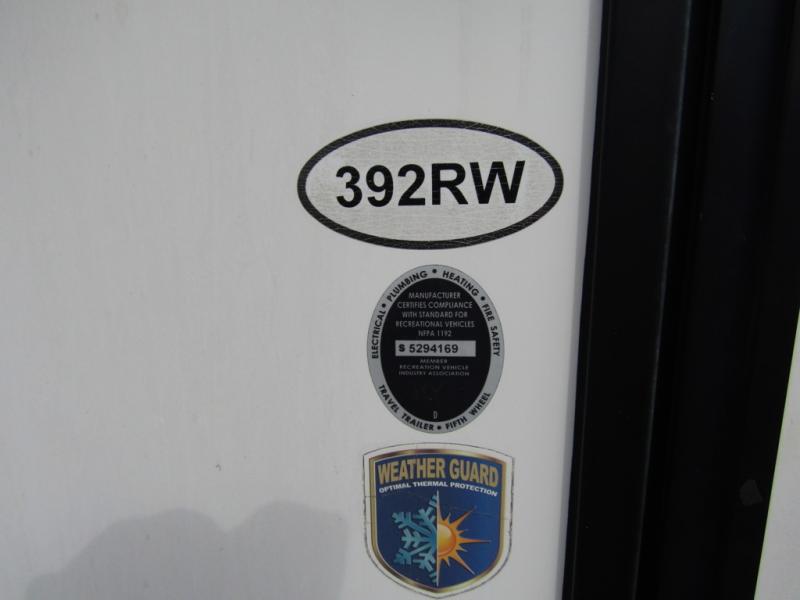 392RW
ELECTRICAL • PLUMBING • HEATING • FIRE SAFETY
MANUFACTURER
CERTIFIES COMPLIANCE
WITH STANDARD FOR
RECREATIONAL VEHICLES
NFPA 1192
S 5294169
MEMBER
RECREATION VEHICLE
INDUSTRY ASSOCIATION
D
TRAVEL TRAILER • FIFTH WHEEL
WEATHER GUARD
OPTIMAL THERMAL PROTECTION